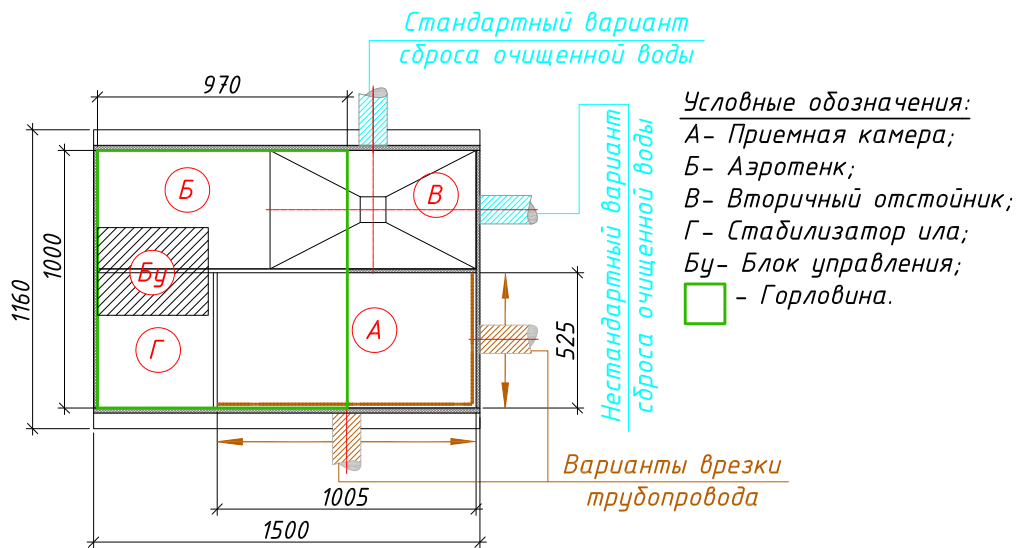 Стандартный вариант
сброса очищенной воды
970
Условные обозначения:
А- Приемная камера;
Б- Аэротенк;
В- Вторичный отстойник;
Г- Стабилизатор ила;
Бу- Блок управления;
- Горловина.
Нестандартный вариант
сброса очищенной воды
Б
В
Бу
А
Г
1000
1160
525
Варианты врезки
трубопровода
1005
1500